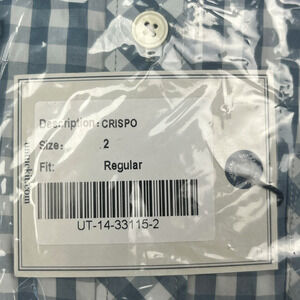 Description: CRISPO
Size: .2
Fit: Regular
UT-14-33115-2